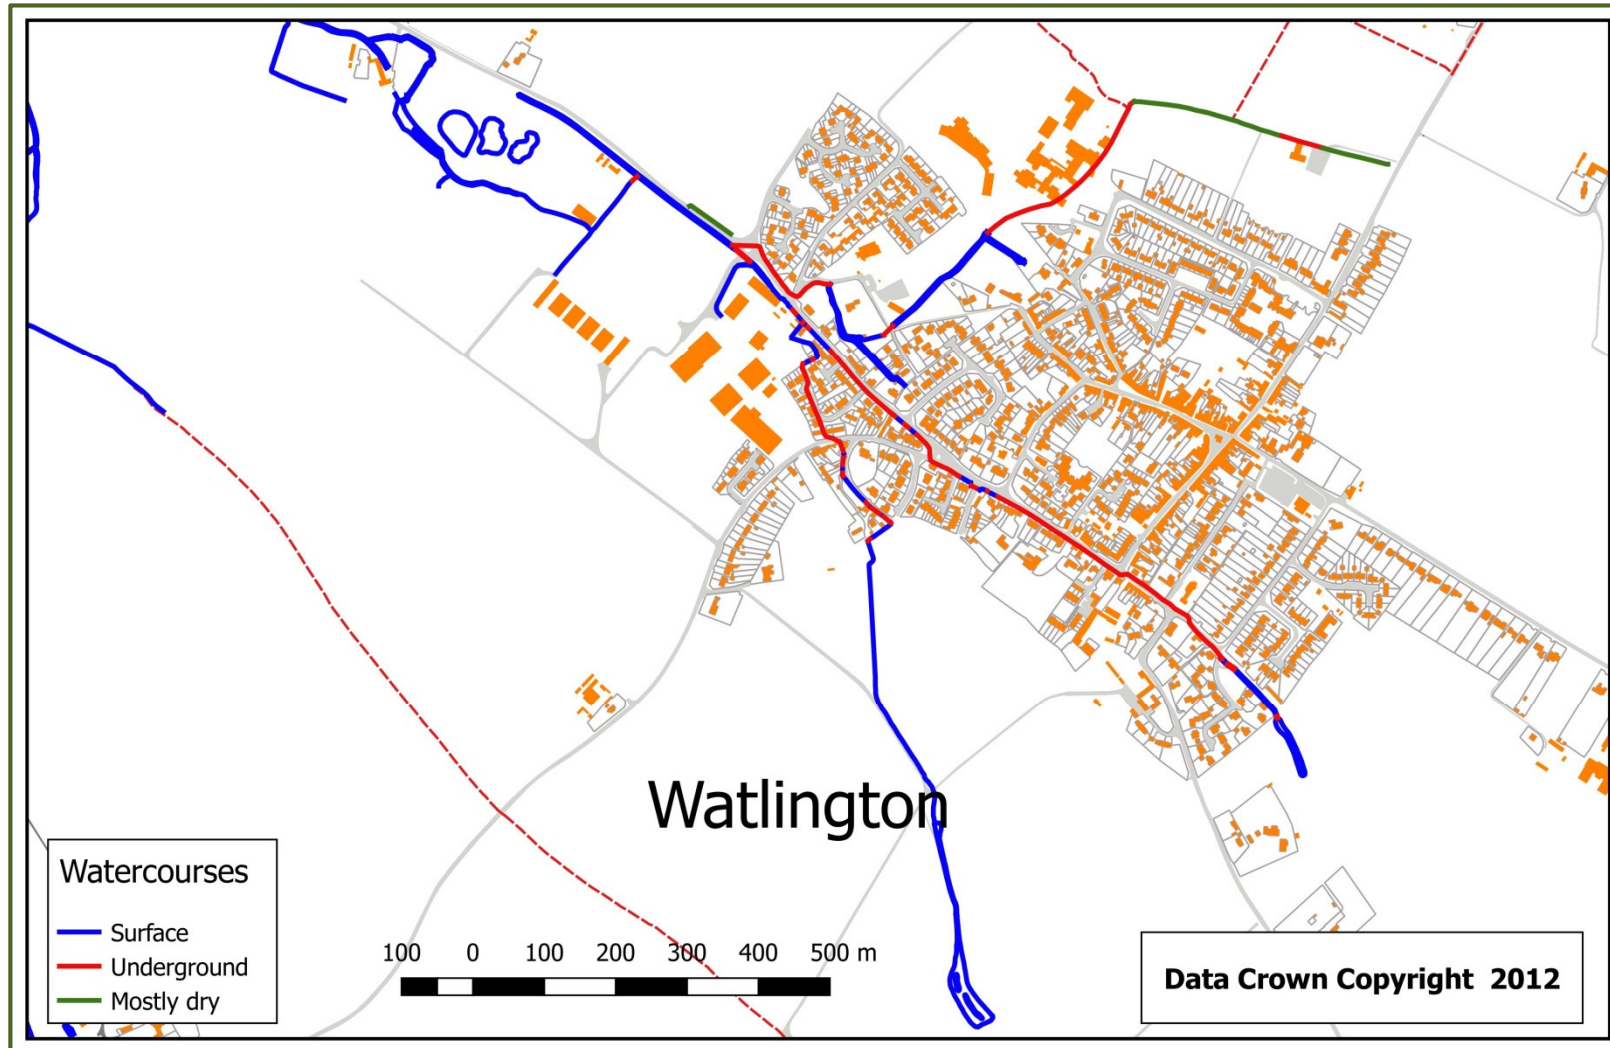 Watlington
Watercourses
Surface
Underground
Mostly dry
100 0 100 200 300 400 500 m
Data Crown Copyright 2012